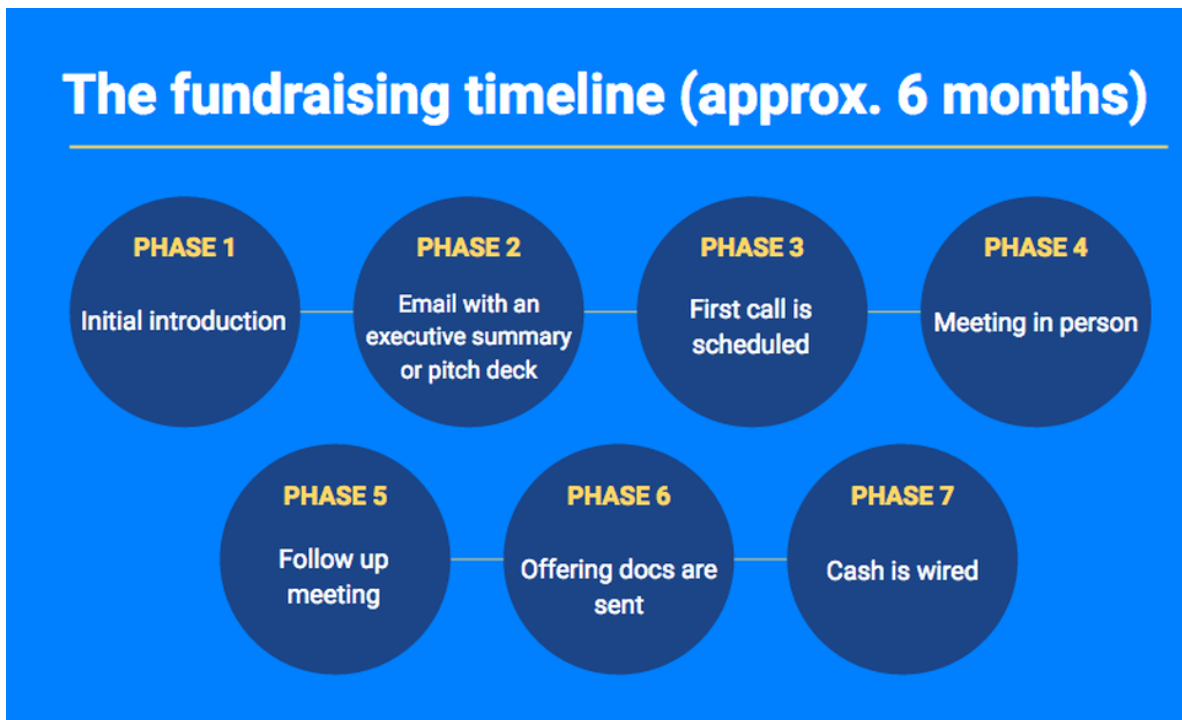 The fundraising timeline (approx. 6 months)
PHASE 1
Initial introduction
PHASE 2
Email with an
executive summary
or pitch deck
PHASE 3
First call is
scheduled
PHASE 4
Meeting in person
PHASE 5
Follow up
meeting
PHASE 6
Offering docs are
sent
PHASE 7
Cash is wired